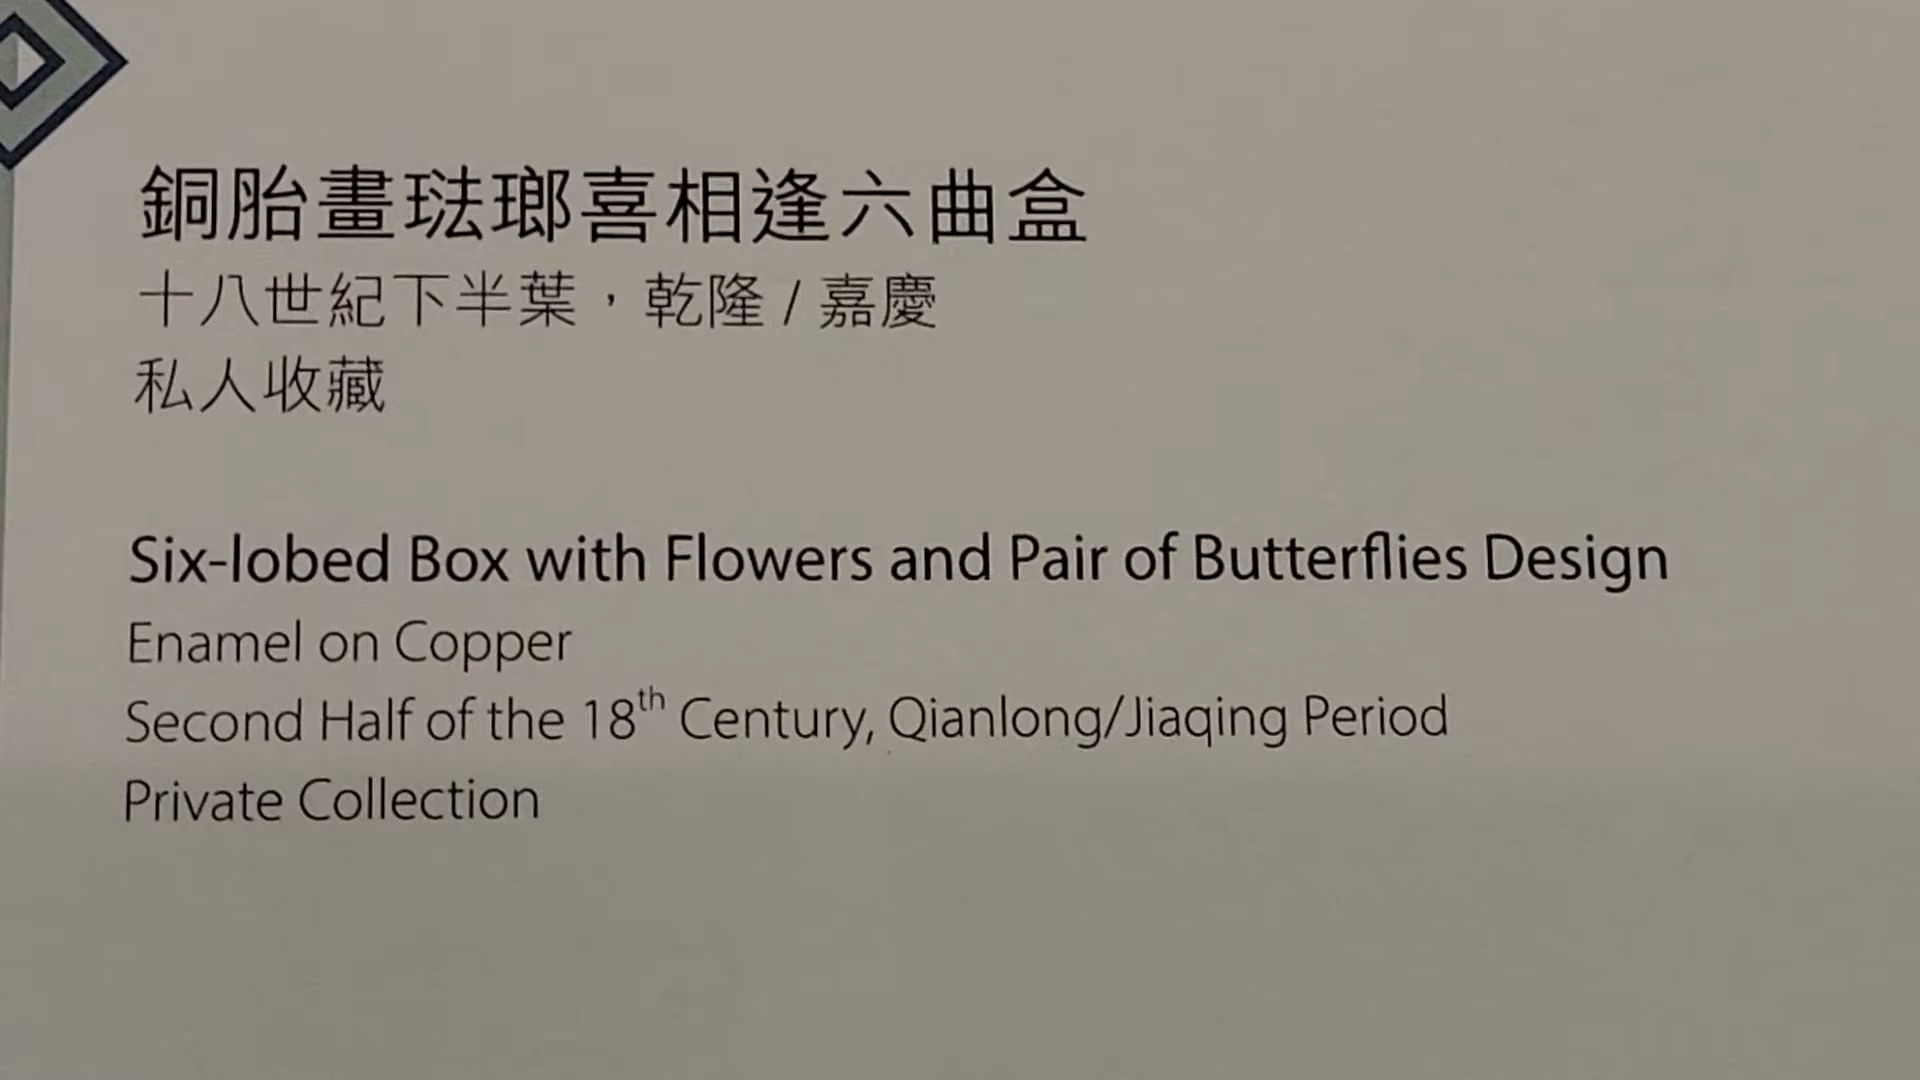 銅胎畫琺瑯喜相逢六曲盒
十八世紀下半葉，乾隆 / 嘉慶
私人收藏
Six-lobed Box with Flowers and Pair of Butterflies Design
Enamel on Copper
Second Half of the 18th Century, Qianlong/Jiaqing Period
Private Collection